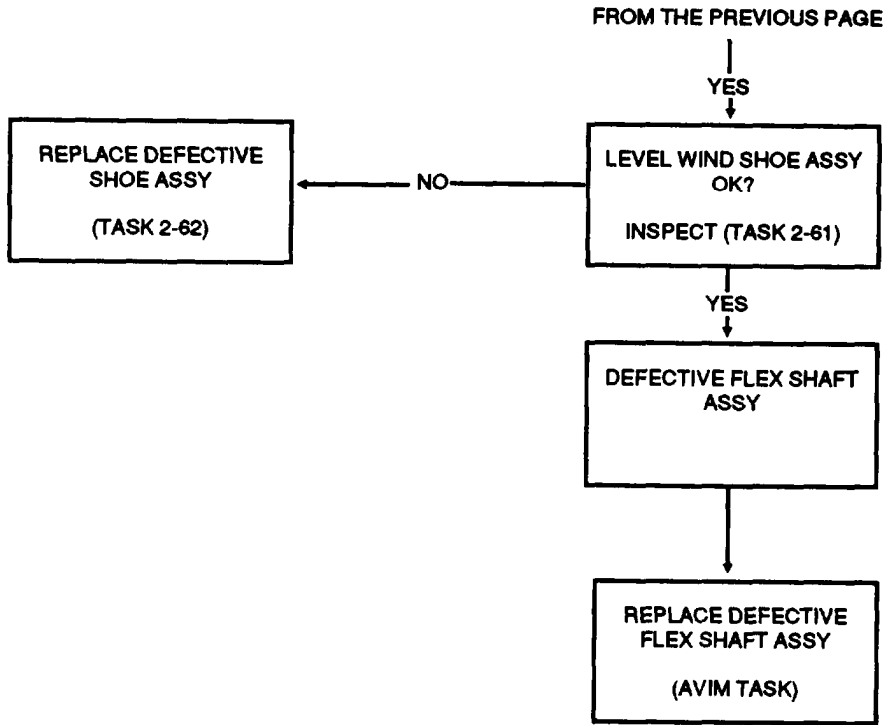 FROM THE PREVIOUS PAGE
YES
LEVEL WIND SHOE ASSY
OK?
INSPECT (TASK 2-61)
NO
REPLACE DEFECTIVE
SHOE ASSY
(TASK 2-62)
YES
DEFECTIVE FLEX SHAFT
ASSY
REPLACE DEFECTIVE
FLEX SHAFT ASSY
(AVIM TASK)